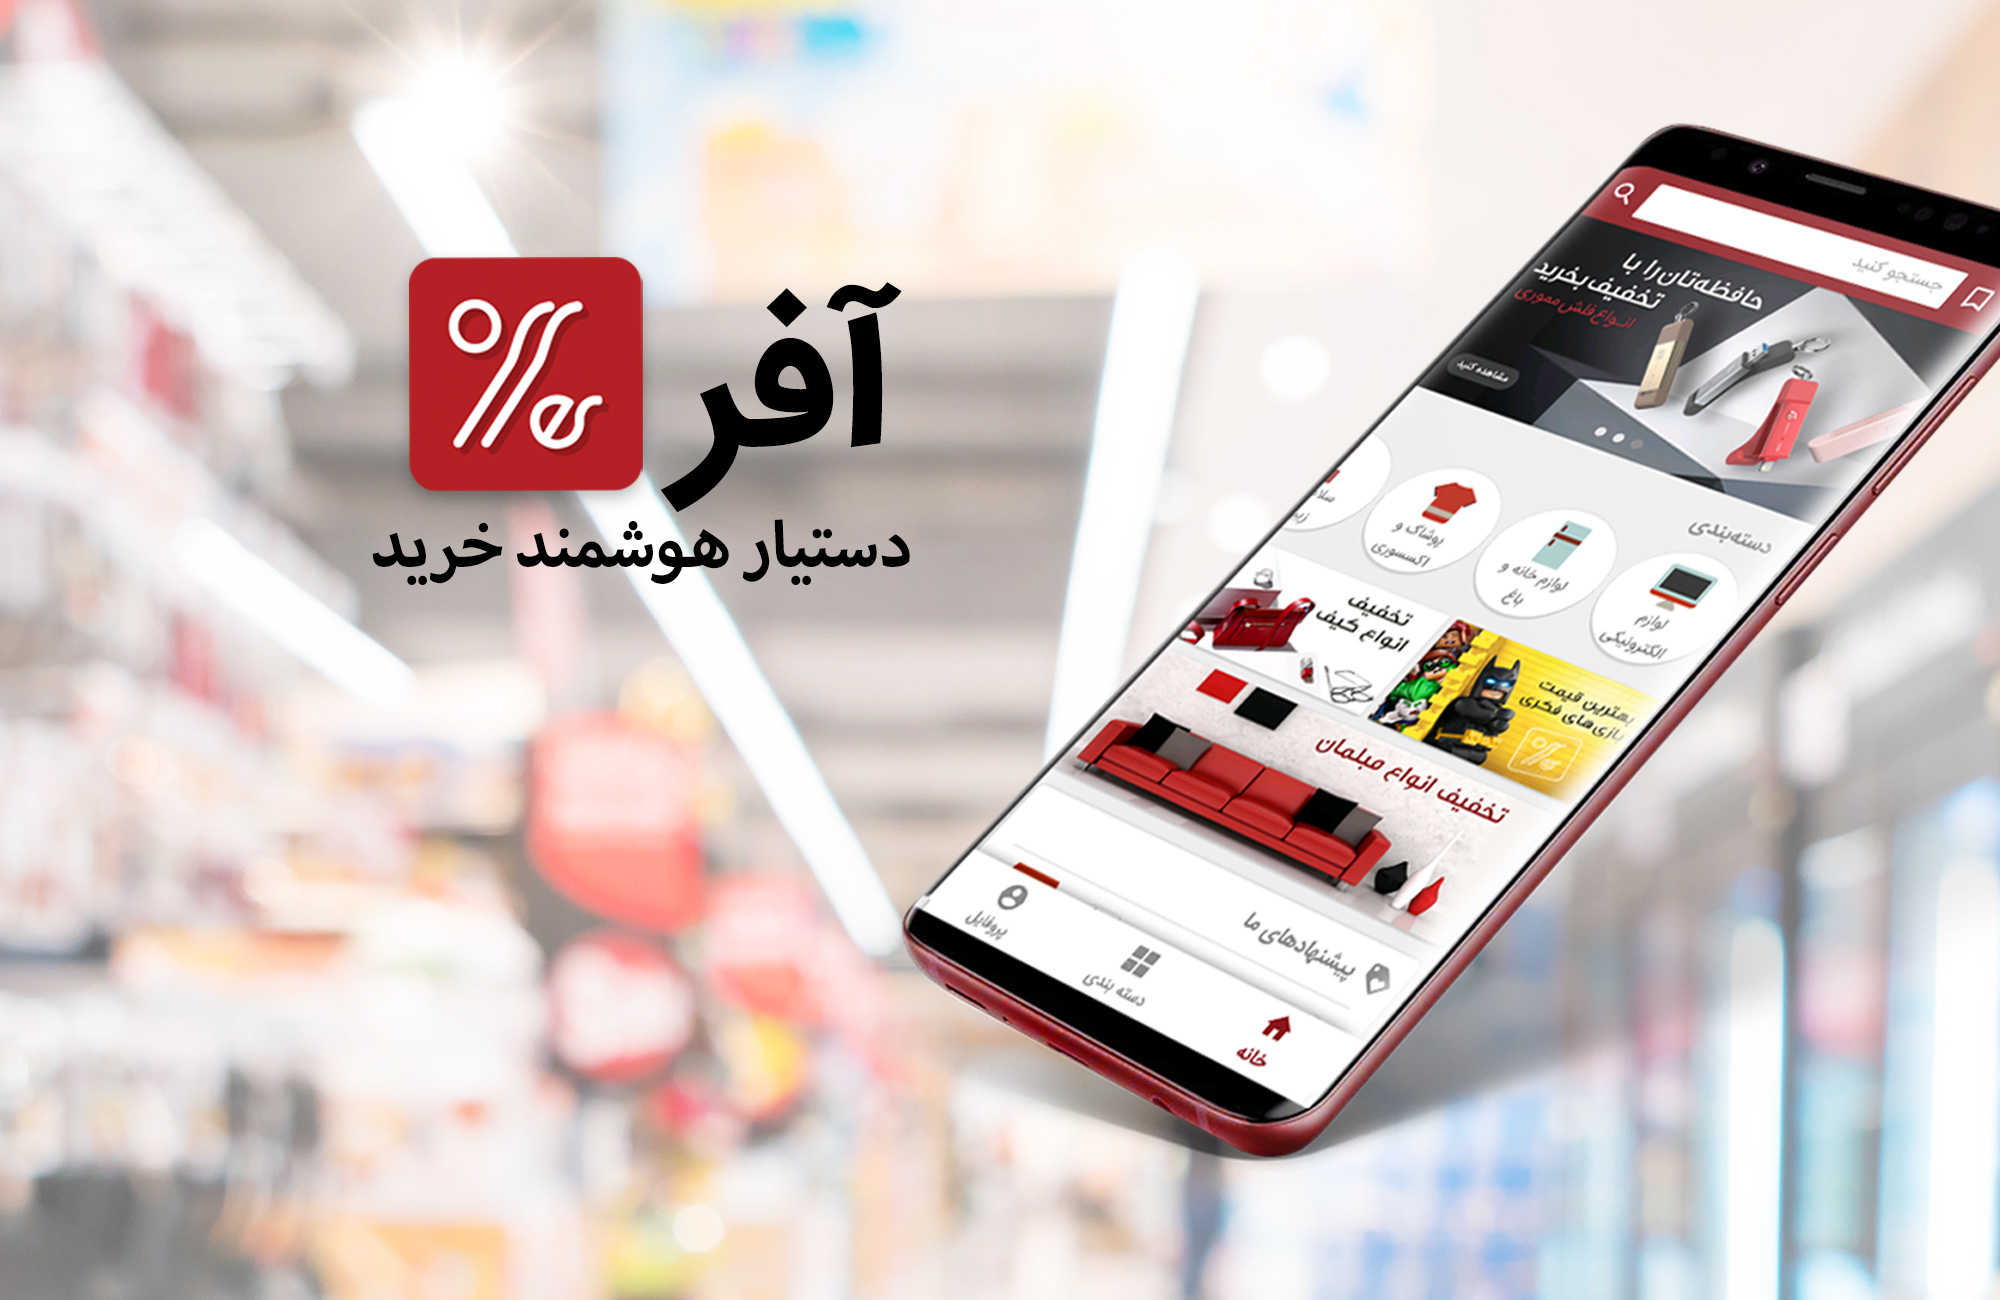 offer
آفر
دستیار هوشمند خرید
جستجو کنید
حافظه‌تان را با
تخفیف بخرید
انواع فلش مموری
مشاهده کنید
دسته‌بندی
لوازم
الکترونیکی
لوازم خانه و
باغ
پوشاک و
اکسسوری
بهترین قیمت
بازی‌های فکری
تخفیف
انواع کیف
تخفیف انواع مبلمان
پیشنهادهای ما
خانه
دسته بندی
پروفایل